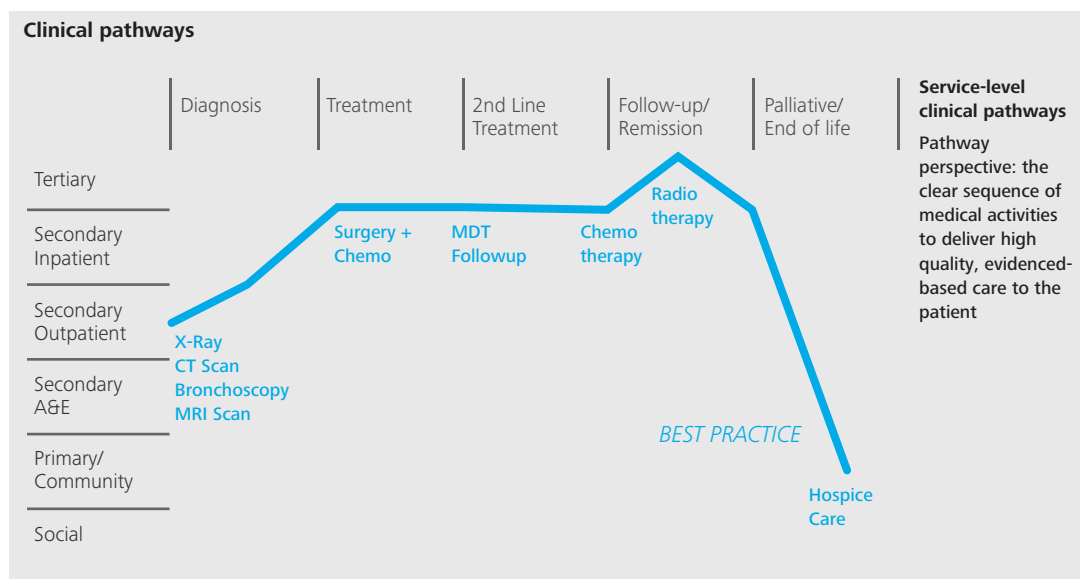 Clinical pathways
Diagnosis
Treatment
2nd Line
Treatment
Follow-up/
Remission
Palliative/
End of life
Service-level
clinical pathways
Pathway
perspective: the
clear sequence of
medical activities
to deliver high
quality, evidenced-
based care to the
patient
Tertiary
Secondary
Inpatient
Secondary
Outpatient
Secondary
A&E
Primary/
Community
Social
X-Ray
CT Scan
Bronchoscopy
MRI Scan
Surgery +
Chemo
MDT
Followup
Chemo
therapy
Radio
therapy
BEST PRACTICE
Hospice
Care